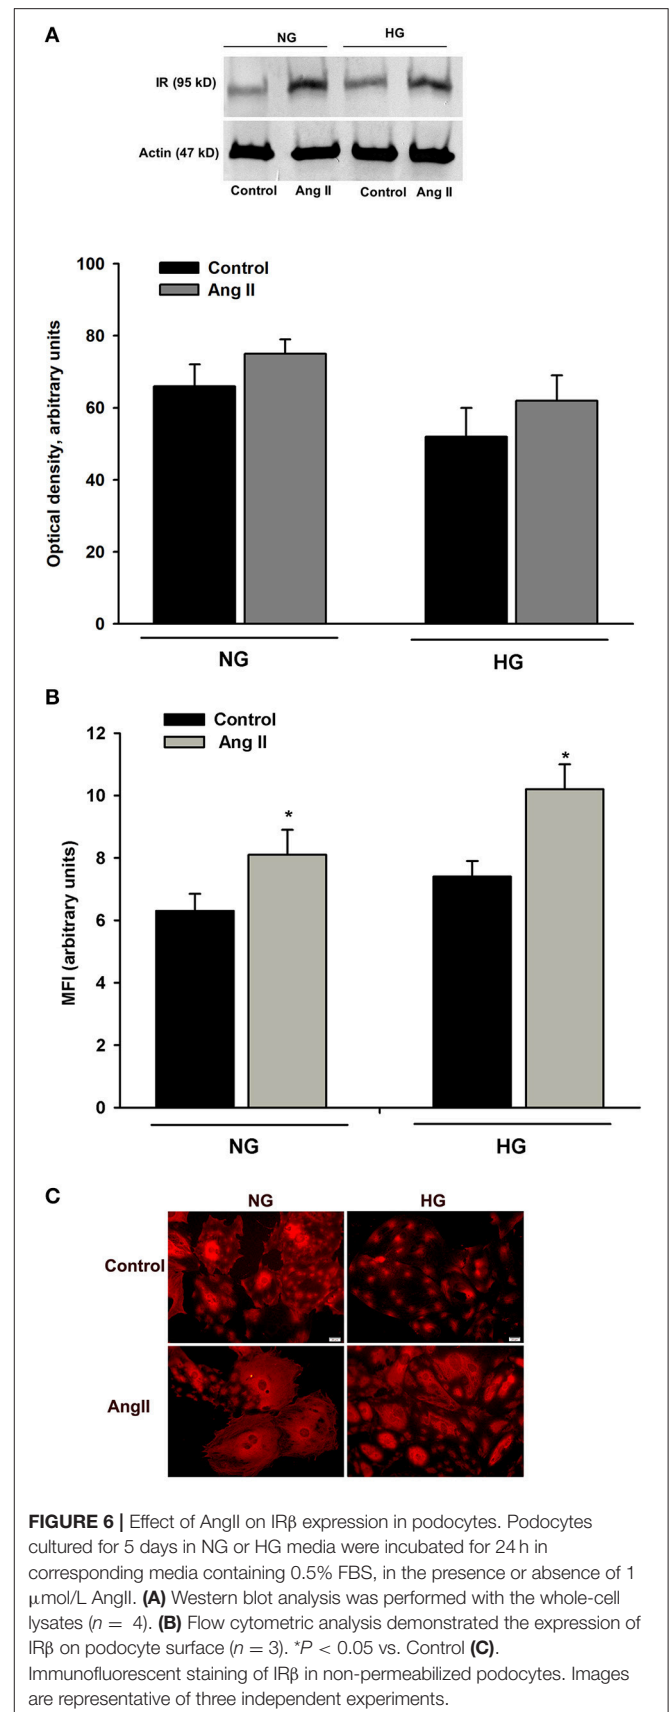 A
NG HG
IR (95 kD)
Actin (47 kD)
Control Ang II Control Ang II
100
80
60
40
20
0
Optical density, arbitrary units
Control
Ang II
NG HG
B
12
10
8
6
4
2
0
MFI (arbitrary units)
Control
Ang II
*
*
NG HG
C
NG HG
Control
AngII
FIGURE 6 | Effect of AngII on IRβ expression in podocytes. Podocytes
cultured for 5 days in NG or HG media were incubated for 24 h in
corresponding media containing 0.5% FBS, in the presence or absence of 1
μmol/L AngII. (A) Western blot analysis was performed with the whole-cell
lysates (n = 4). (B) Flow cytometric analysis demonstrated the expression of
IRβ on podocyte surface (n = 3). *P < 0.05 vs. Control (C).
Immunofluorescent staining of IRβ in non-permeabilized podocytes. Images
are representative of three independent experiments.